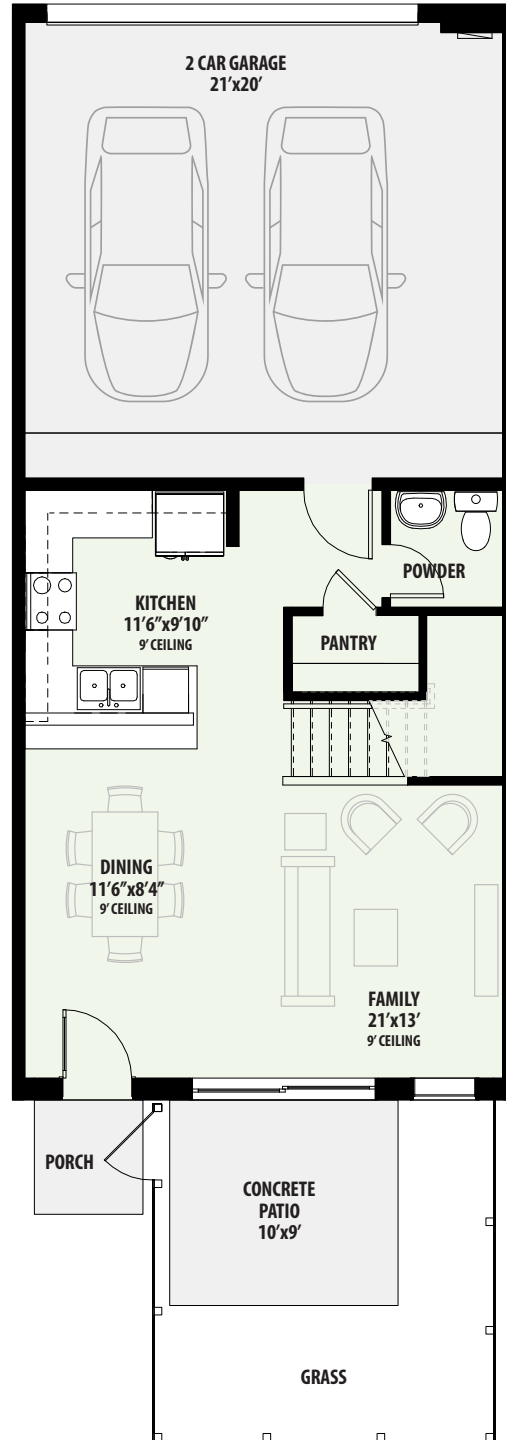 2 CAR GARAGE
21’x20’
POWDER
KITCHEN
11’6”x9’10”
9’ CEILING
PANTRY
DINING
11’6”x8’4”
9’ CEILING
FAMILY
21’x13’
9’ CEILING
PORCH
CONCRETE
PATIO
10’x9’
GRASS